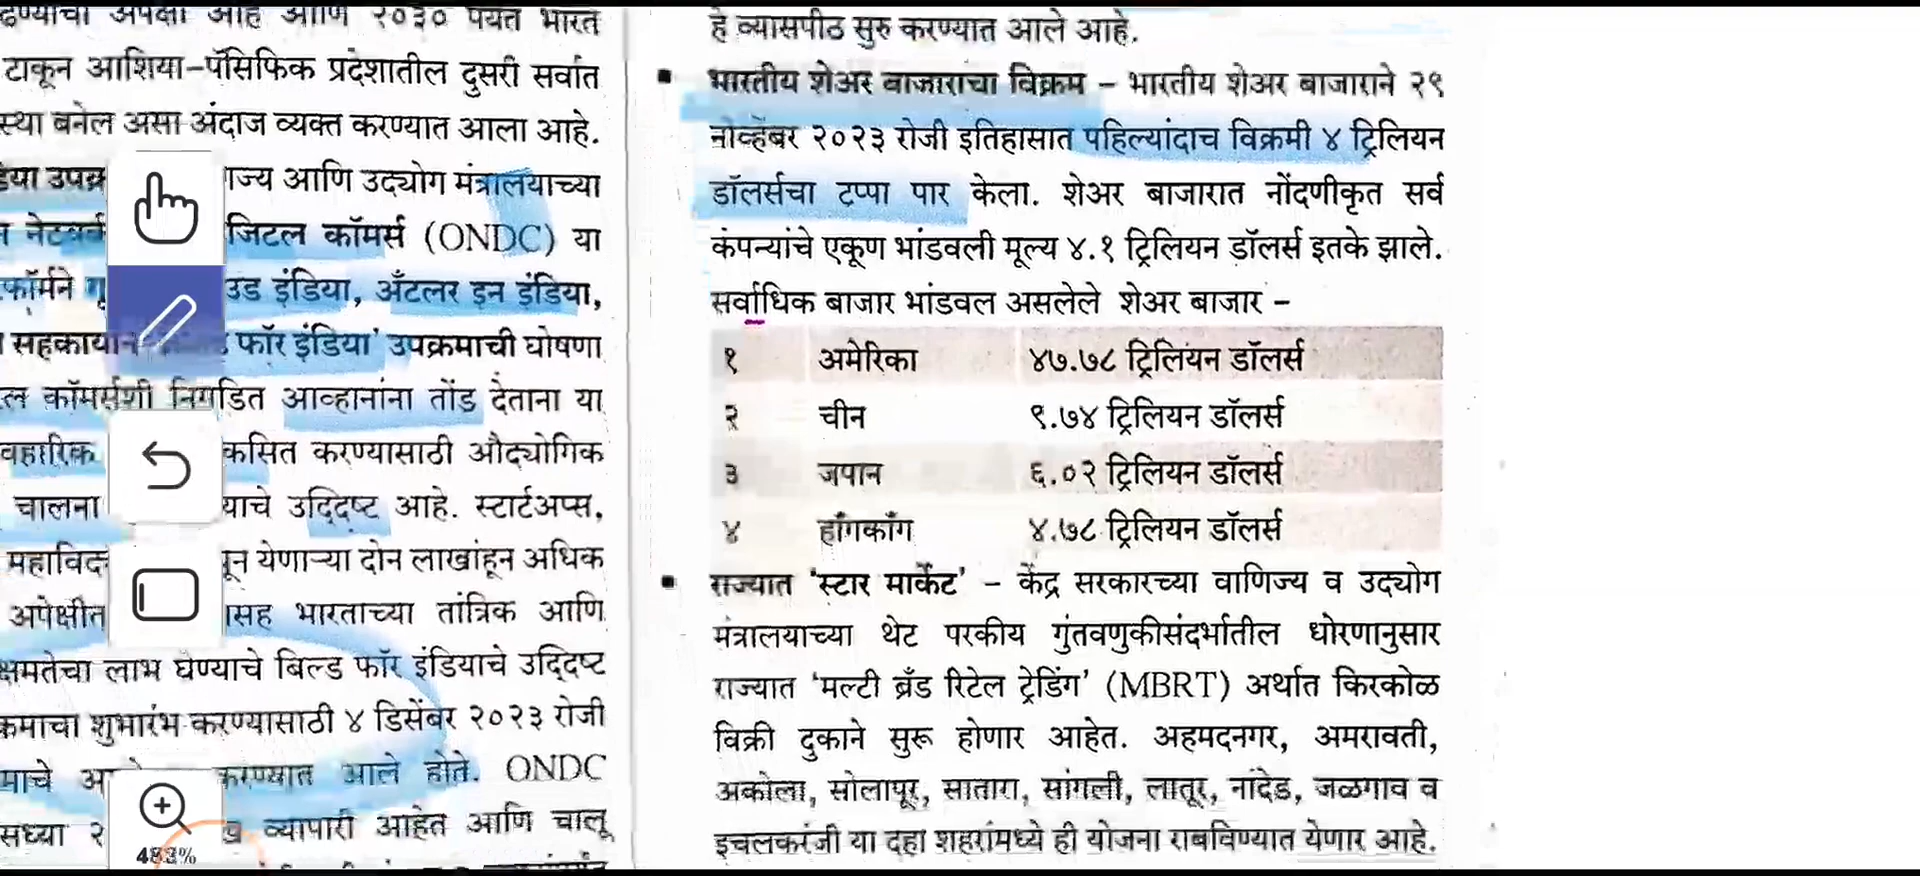 टाकून आशिया-पॅसिफिक प्रदेशातील दुसरी सर्वात
स्था बनेल असा अंदाज व्यक्त करण्यात आला आहे.
ज्य आणि उद्योग मंत्रालयाच्या
जिटल कॉमर्स (ONDC) या
फॉर्मने उड इंडिया, अँटलर इन इंडिया,
फॉर इंडिया' उपक्रमाची घोषणा
ल कॉमर्सशी निगडित आव्हानांना तोंड देताना या
कसित करण्यासाठी औद्योगिक
चालना याचे उद्दिष्ट आहे. स्टार्टअप्स,
महाविद्य ून येणाऱ्या दोन लाखांहून अधिक
अपेक्षीत सह भारताच्या तांत्रिक आणि
क्षमतेचा लाभ घेण्याचे बिल्ड फॉर इंडियाचे उद्दिष्ट
क्रमाचा शुभारंभ करण्यासाठी ४ डिसेंबर २०२३ रोजी
माचे करण्यात आले होते. ONDC
सध्या २ व्यापारी आहेत आणि चालू
483%
हे व्यासपीठ सुरु करण्यात आले आहे.
▪ भारतीय शेअर बाजाराचा विक्रम – भारतीय शेअर बाजाराने २९
नोव्हेंबर २०२३ रोजी इतिहासात पहिल्यांदाच विक्रमी ४ ट्रिलियन
डॉलर्सचा टप्पा पार केला. शेअर बाजारात नोंदणीकृत सर्व
कंपन्यांचे एकूण भांडवली मूल्य ४.१ ट्रिलियन डॉलर्स इतके झाले.
सर्वाधिक बाजार भांडवल असलेले शेअर बाजार –
१ अमेरिका ४७.७८ ट्रिलियन डॉलर्स
२ चीन ९.७४ ट्रिलियन डॉलर्स
३ जपान ६.०२ ट्रिलियन डॉलर्स
४ हाँगकाँग ४.७८ ट्रिलियन डॉलर्स
▪ राज्यात 'स्टार मार्केट' – केंद्र सरकारच्या वाणिज्य व उद्योग
मंत्रालयाच्या थेट परकीय गुंतवणुकीसंदर्भातील धोरणानुसार
राज्यात 'मल्टी ब्रँड रिटेल ट्रेडिंग' (MBRT) अर्थात किरकोळ
विक्री दुकाने सुरू होणार आहेत. अहमदनगर, अमरावती,
अकोला, सोलापूर, सातारा, सांगली, लातूर, नांदेड, जळगाव व
इचलकरंजी या दहा शहरांमध्ये ही योजना राबविण्यात येणार आहे.